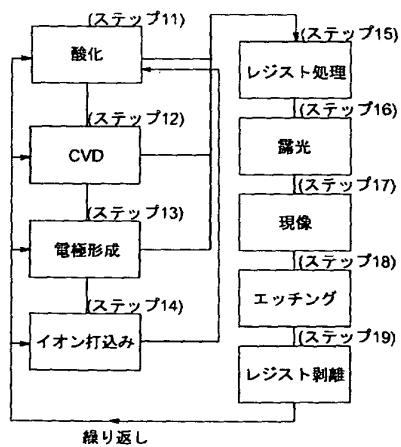 (ステップ11)
酸化
(ステップ12)
CVD
(ステップ13)
電極形成
(ステップ14)
イオン打込み
(ステップ15)
レジスト処理
(ステップ16)
露光
(ステップ17)
現像
(ステップ18)
エッチング
(ステップ19)
レジスト剥離
繰り返し